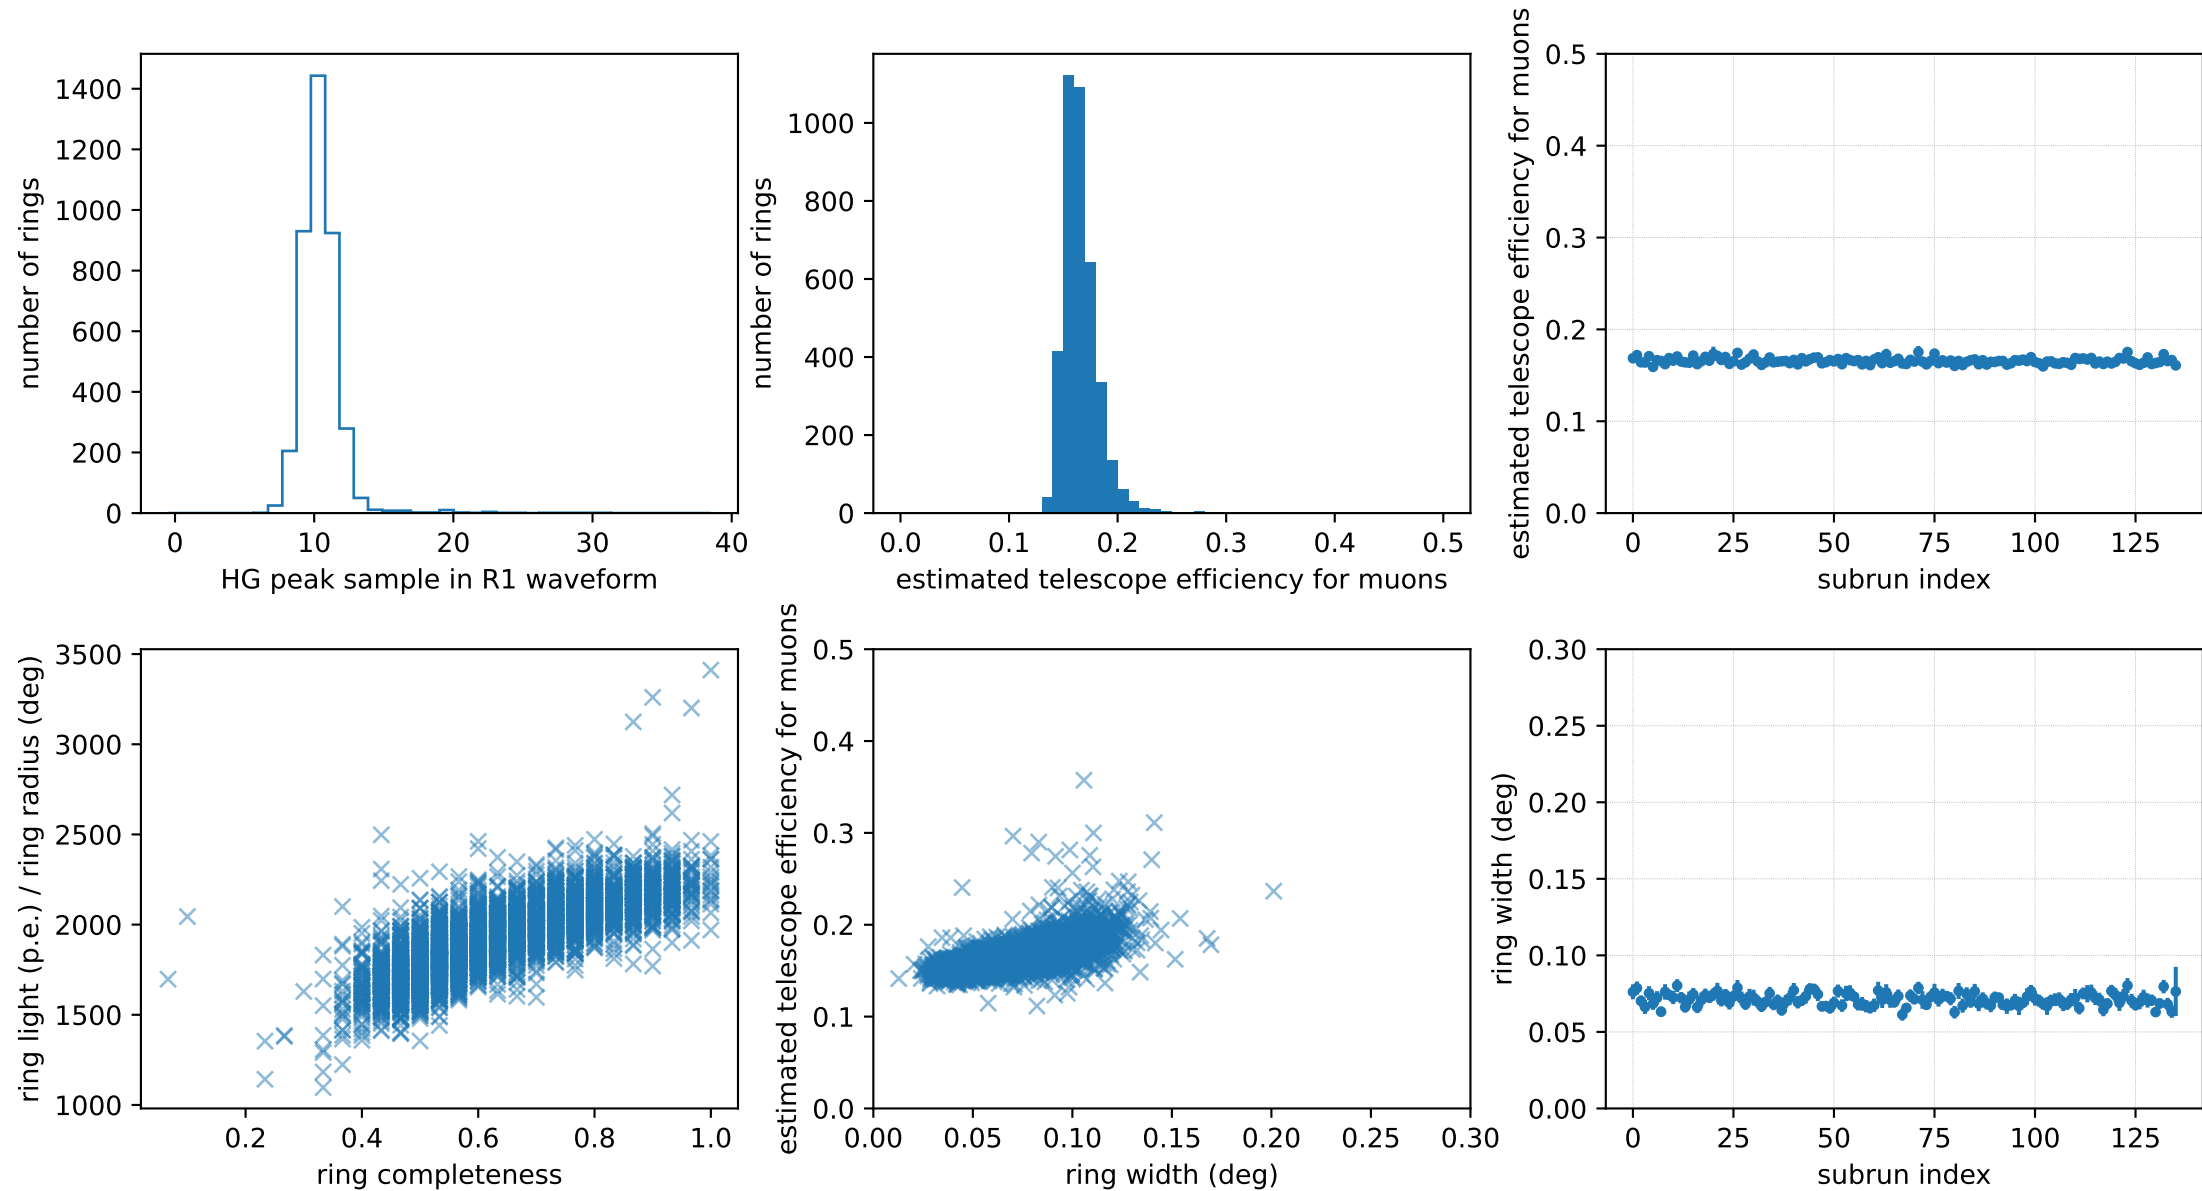 number of rings
1400
1200
1000
800
600
400
200
0
0 10 20 30 40
HG peak sample in R1 waveform
number of rings
1000
800
600
400
200
0
0.0 0.1 0.2 0.3 0.4 0.5
estimated telescope efficiency for muons
estimated telescope efficiency for muons
0.5
0.4
0.3
0.2
0.1
0.0
0 25 50 75 100 125
subrun index
ring light (p.e.) / ring radius (deg)
3500
3000
2500
2000
1500
1000
0.2 0.4 0.6 0.8 1.0
ring completeness
estimated telescope efficiency for muons
0.5
0.4
0.3
0.2
0.1
0.0
0.00 0.05 0.10 0.15 0.20 0.25 0.30
ring width (deg)
ring width (deg)
0.30
0.25
0.20
0.15
0.10
0.05
0.00
0 25 50 75 100 125
subrun index